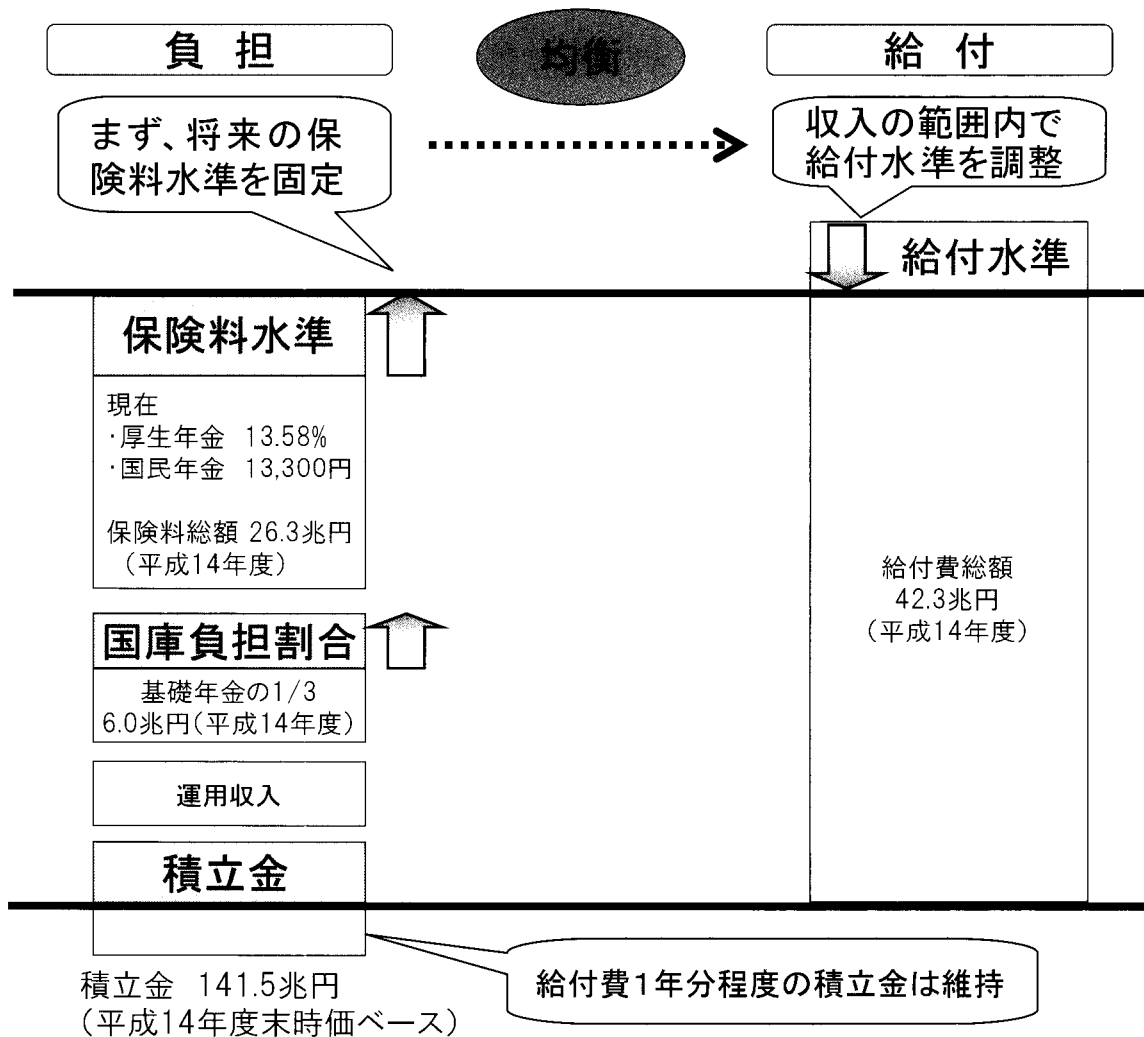 負 担
均衡
給 付
まず、将来の保
険料水準を固定
収入の範囲内で
給付水準を調整
給付水準
保険料水準
現在
・厚生年金 13.58%
・国民年金 13,300円
保険料総額 26.3兆円
（平成14年度）
国庫負担割合
基礎年金の1/3
6.0兆円（平成14年度）
運用収入
積立金
給付費総額
42.3兆円
（平成14年度）
給付費1年分程度の積立金は維持
積立金 141.5兆円
（平成14年度末時価ベース）